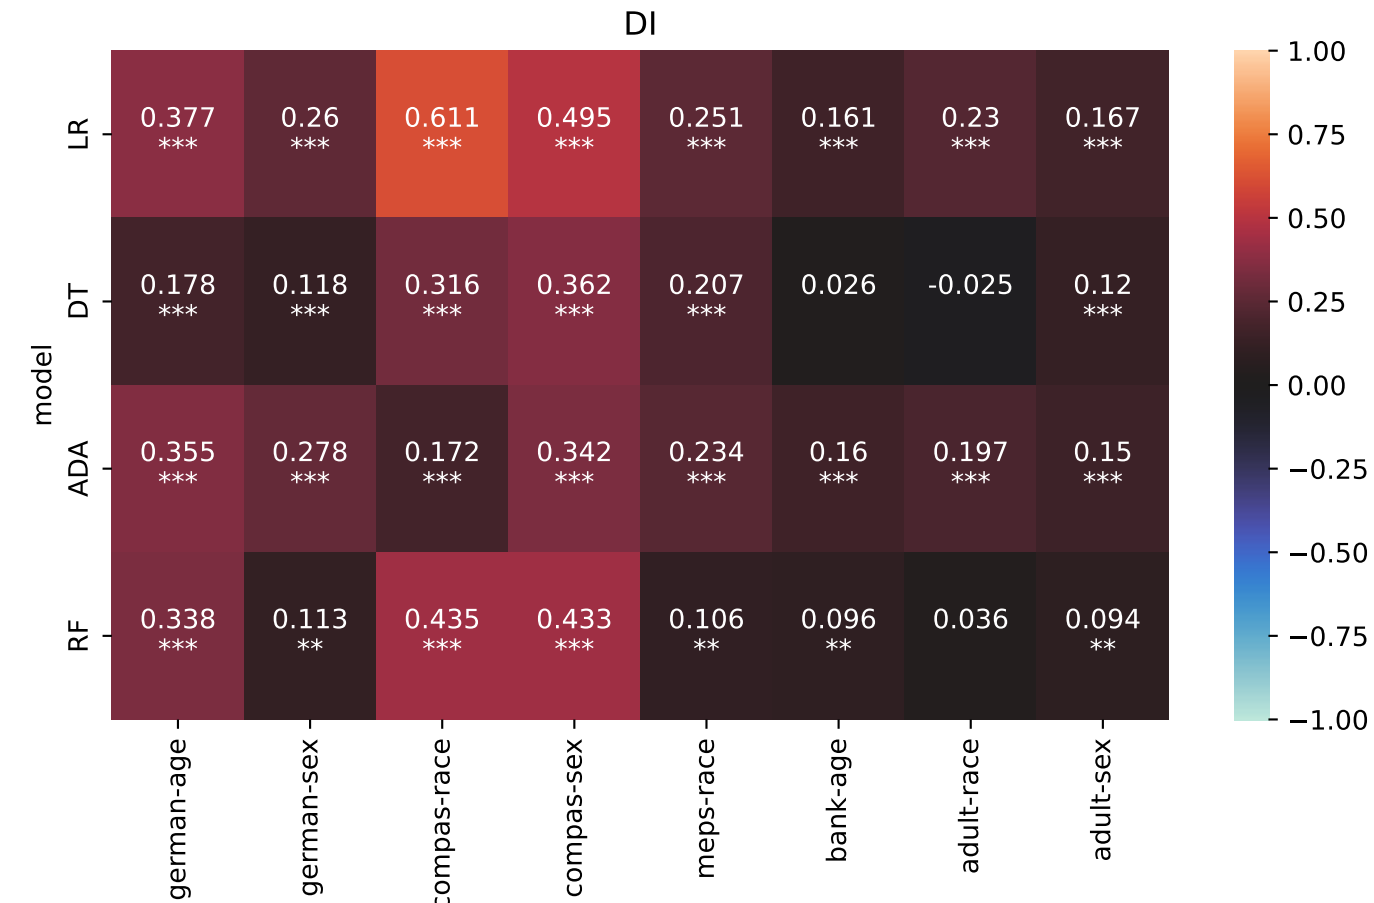 DI
model
LR
0.377 0.26 0.611 0.495 0.251 0.161 0.23 0.167
*** *** *** *** *** *** *** ***
DT
0.178 0.118 0.316 0.362 0.207 0.026 -0.025 0.12
*** *** *** *** *** ***
ADA
0.355 0.278 0.172 0.342 0.234 0.16 0.197 0.15
*** *** *** *** *** *** *** ***
RF
0.338 0.113 0.435 0.433 0.106 0.096 0.036 0.094
*** ** *** *** ** ** **
german-age
german-sex
compas-race
compas-sex
meps-race
bank-age
adult-race
adult-sex
1.00
0.75
0.50
0.25
0.00
−0.25
−0.50
−0.75
−1.00